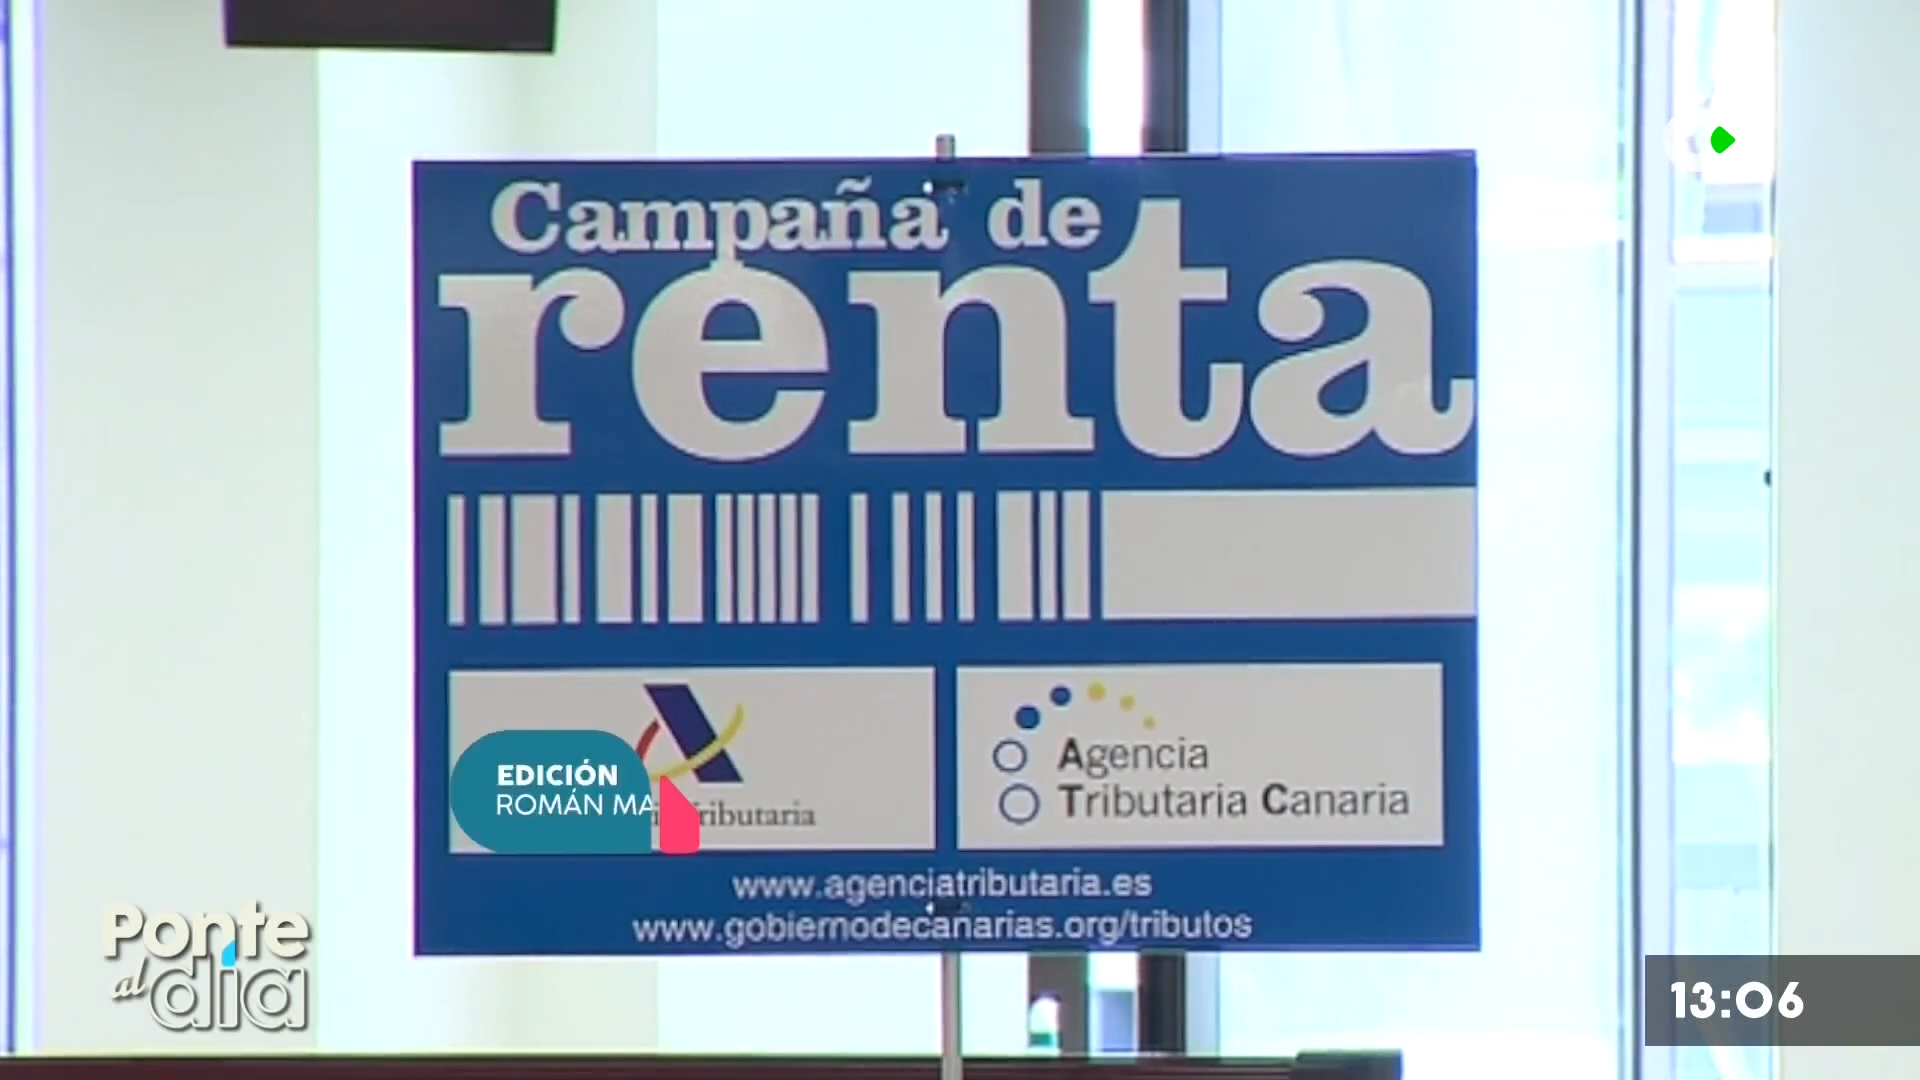 Campaña de
renta
Agencia
Tributaria Canaria
EDICIÓN
ROMÁN
www.agenciatributaria.es
www.gobiernodecanarias.org/tributos
Ponte
al día
13:06